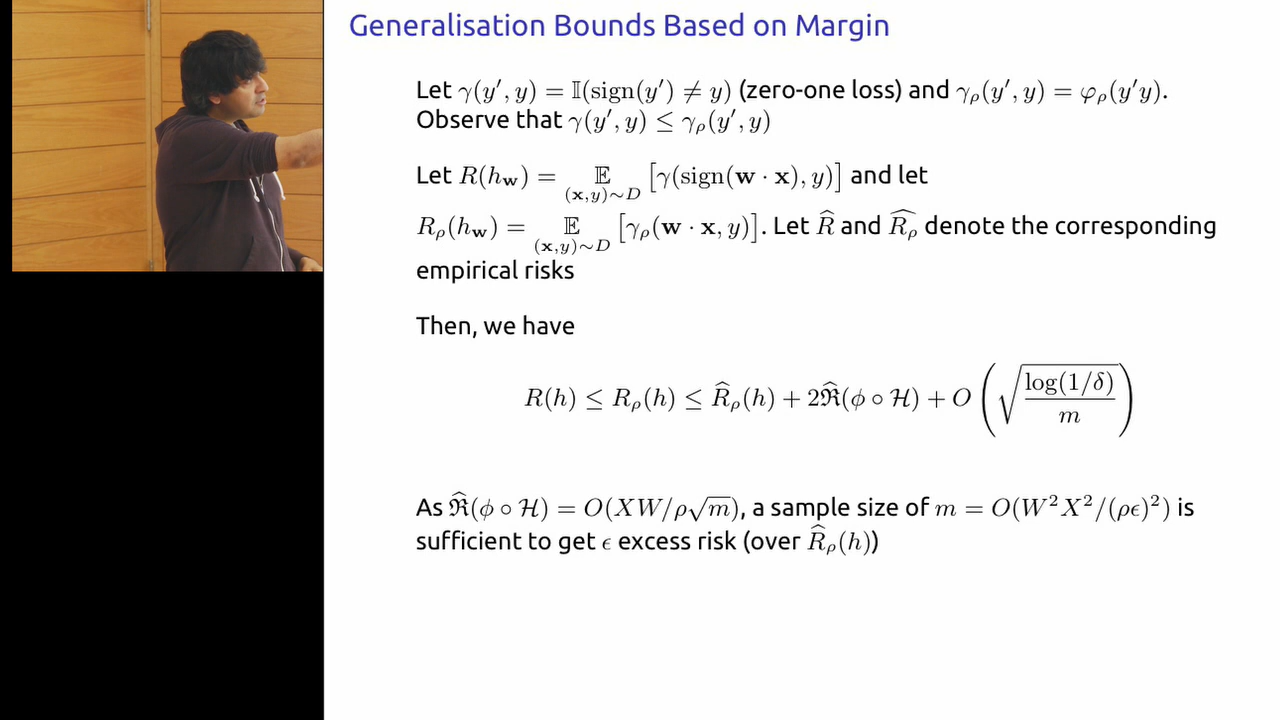 Generalisation Bounds Based on Margin
Let γ(y′, y) = 𝕀(sign(y′) ≠ y) (zero-one loss) and γ_ρ(y′, y) = φ_ρ(y′y).
Observe that γ(y′, y) ≤ γ_ρ(y′, y)
Let R(h_𝐰) = 𝔼_{(𝐱,y)∼D} [γ(sign(𝐰 · 𝐱), y)] and let
R_ρ(h_𝐰) = 𝔼_{(𝐱,y)∼D} [γ_ρ(𝐰 · 𝐱, y)]. Let R̂ and R̂_ρ denote the corresponding
empirical risks
Then, we have
R(h) ≤ R_ρ(h) ≤ R̂_ρ(h) + 2ℜ̂(ϕ ∘ ℋ) + O(√(log(1/δ)/m))
As ℜ̂(ϕ ∘ ℋ) = O(XW/ρ√m), a sample size of m = O(W²X²/(ρϵ)²) is
sufficient to get ϵ excess risk (over R̂_ρ(h))